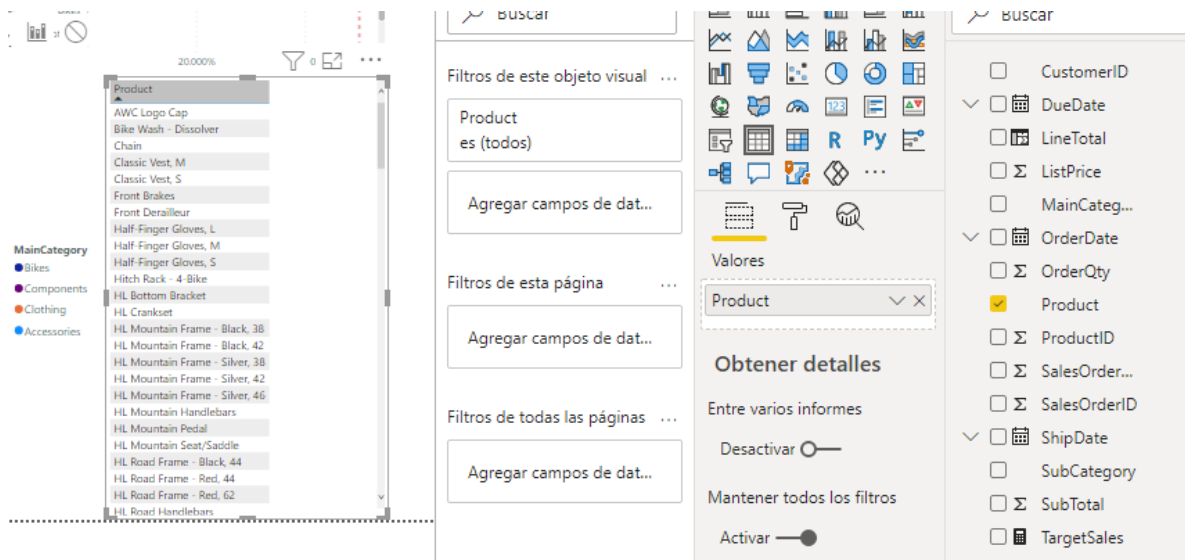 Bikes
20.000%
0
Product
AWC Logo Cap
Bike Wash - Dissolver
Chain
Classic Vest, M
Classic Vest, S
Front Brakes
Front Derailleur
Half-Finger Gloves, L
Half-Finger Gloves, M
Half-Finger Gloves, S
Hitch Rack - 4-Bike
HL Bottom Bracket
HL Crankset
HL Mountain Frame - Black, 38
HL Mountain Frame - Black, 42
HL Mountain Frame - Silver, 38
HL Mountain Frame - Silver, 42
HL Mountain Frame - Silver, 46
HL Mountain Handlebars
HL Mountain Pedal
HL Mountain Seat/Saddle
HL Road Frame - Black, 44
HL Road Frame - Red, 44
HL Road Frame - Red, 62
HL Road Handlebars
MainCategory
Bikes
Components
Clothing
Accessories
Buscar
Filtros de este objeto visual ...
Product
es (todos)
Agregar campos de dat...
Filtros de esta página ...
Agregar campos de dat...
Filtros de todas las páginas ...
Agregar campos de dat...
123
R Py
...
Valores
Product
Obtener detalles
Entre varios informes
Desactivar
Mantener todos los filtros
Activar
Buscar
CustomerID
DueDate
LineTotal
Σ ListPrice
MainCateg...
OrderDate
Σ OrderQty
Product
Σ ProductID
Σ SalesOrder...
Σ SalesOrderID
ShipDate
SubCategory
Σ SubTotal
TargetSales